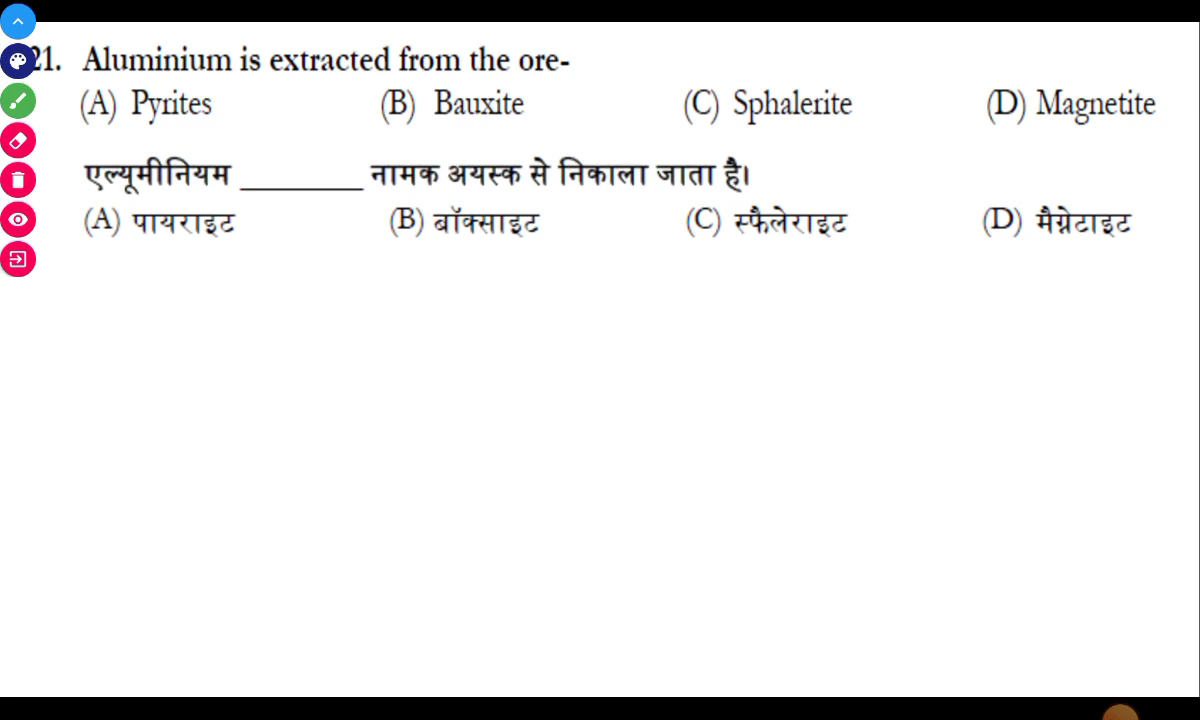 21. Aluminium is extracted from the ore-
(A) Pyrites (B) Bauxite (C) Sphalerite (D) Magnetite
एल्यूमीनियम ________ नामक अयस्क से निकाला जाता है।
(A) पायराइट (B) बॉक्साइट (C) स्फैलेराइट (D) मैग्नेटाइट